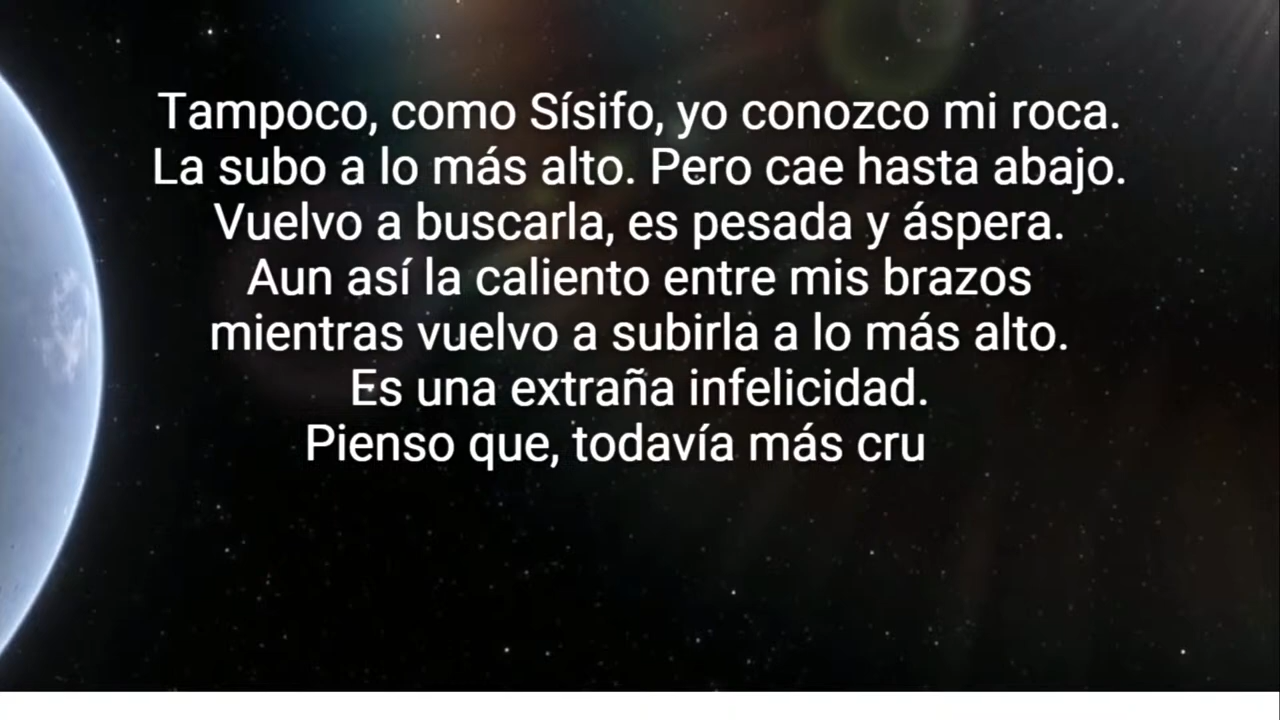 Tampoco, como Sísifo, yo conozco mi roca.
La subo a lo más alto. Pero cae hasta abajo.
Vuelvo a buscarla, es pesada y áspera.
Aun así la caliento entre mis brazos
mientras vuelvo a subirla a lo más alto.
Es una extraña infelicidad.
Pienso que, todavía más cru